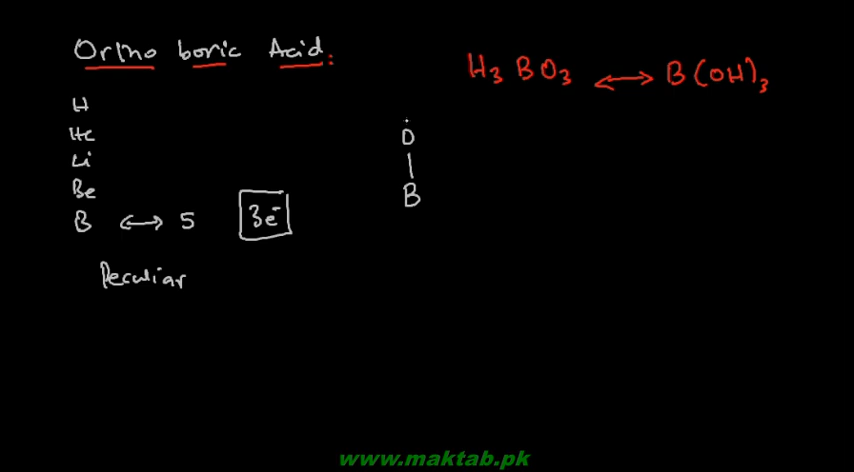 Ortho boric Acid:
H₃BO₃ ↔ B(OH)₃
H
He
Li
Be
B ↔ 5 3e⁻
O
B
Peculiar
www.maktab.pk